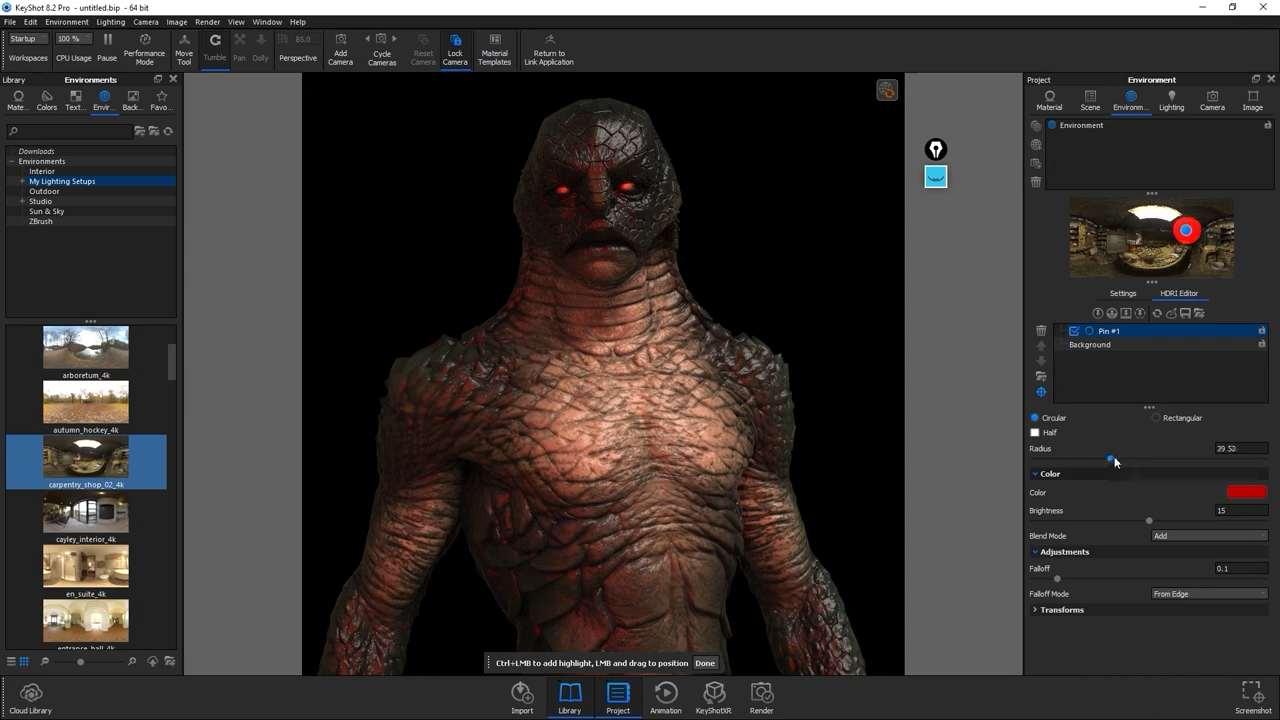 KeyShot 8.2 Pro - untitled.bip - 64 bit
File Edit Environment Lighting Camera Image Render View Window Help
Startup 100 % 85.0
Workspaces CPU Usage Pause Performance Mode Move Tool Tumble Pan Dolly Perspective Add Camera Cycle Cameras Reset Camera Lock Camera Material Templates Return to Link Application
Library Environments
Mate... Colors Text... Envir... Back... Favo...
Downloads
Environments
Interior
My Lighting Setups
Outdoor
Studio
Sun & Sky
ZBrush
arboretum_4k
autumn_hockey_4k
carpentry_shop_02_4k
cayley_interior_4k
en_suite_4k
entrance_hall_4k
Ctrl+LMB to add highlight, LMB and drag to position Done
Project Environment
Material Scene Environm... Lighting Camera Image
Environment
Settings HDRI Editor
Pin #1
Background
Circular Rectangular
Half
Radius 29.52
Color
Color
Brightness 15
Blend Mode Add
Adjustments
Falloff 0.1
Falloff Mode From Edge
Transforms
Cloud Library Import Library Project Animation KeyShotXR Render Screenshot